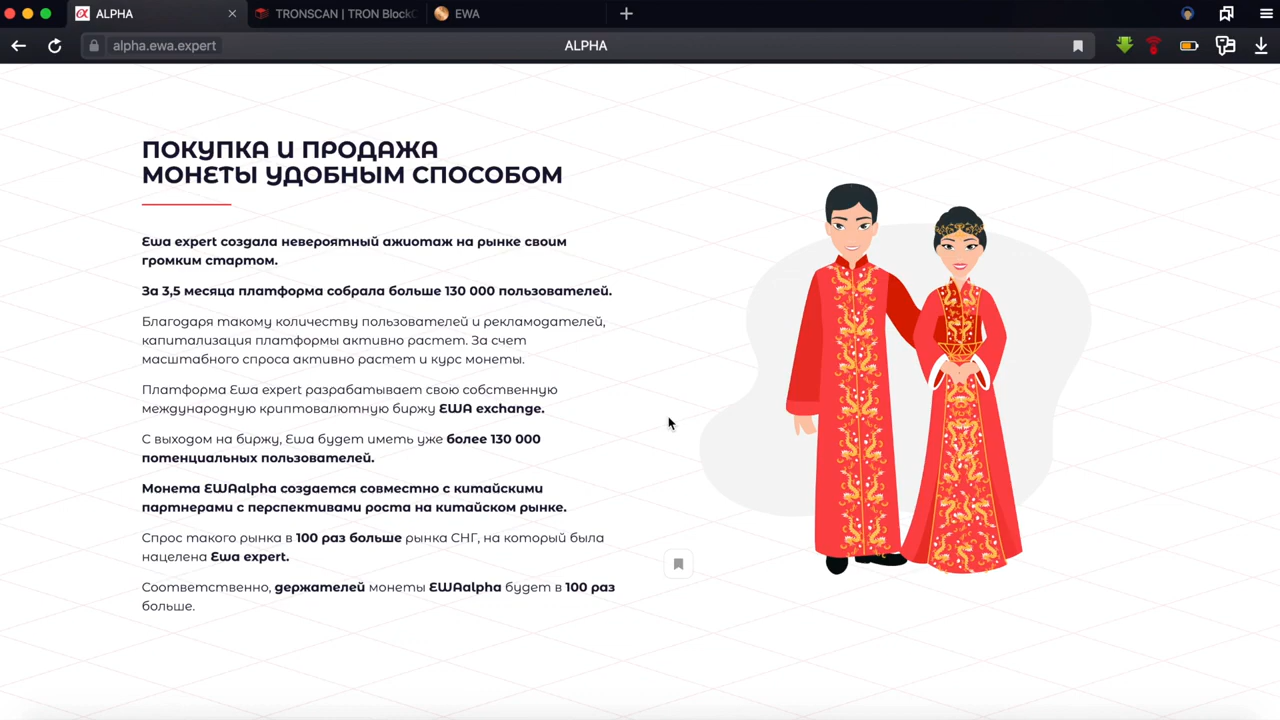 ALPHA
TRONSCAN | TRON BlockC
EWA
alpha.ewa.expert
ALPHA
ПОКУПКА И ПРОДАЖА
МОНЕТЫ УДОБНЫМ СПОСОБОМ
Ewa expert создала невероятный ажиотаж на рынке своим
громким стартом.
За 3,5 месяца платформа собрала больше 130 000 пользователей.
Благодаря такому количеству пользователей и рекламодателей,
капитализация платформы активно растет. За счет
масштабного спроса активно растет и курс монеты.
Платформа Ewa expert разрабатывает свою собственную
международную криптовалютную биржу EWA exchange.
С выходом на биржу, Ewa будет иметь уже более 130 000
потенциальных пользователей.
Монета EWAalpha создается совместно с китайскими
партнерами с перспективами роста на китайском рынке.
Спрос такого рынка в 100 раз больше рынка СНГ, на который была
нацелена Ewa expert.
Соответственно, держателей монеты EWAalpha будет в 100 раз
больше.